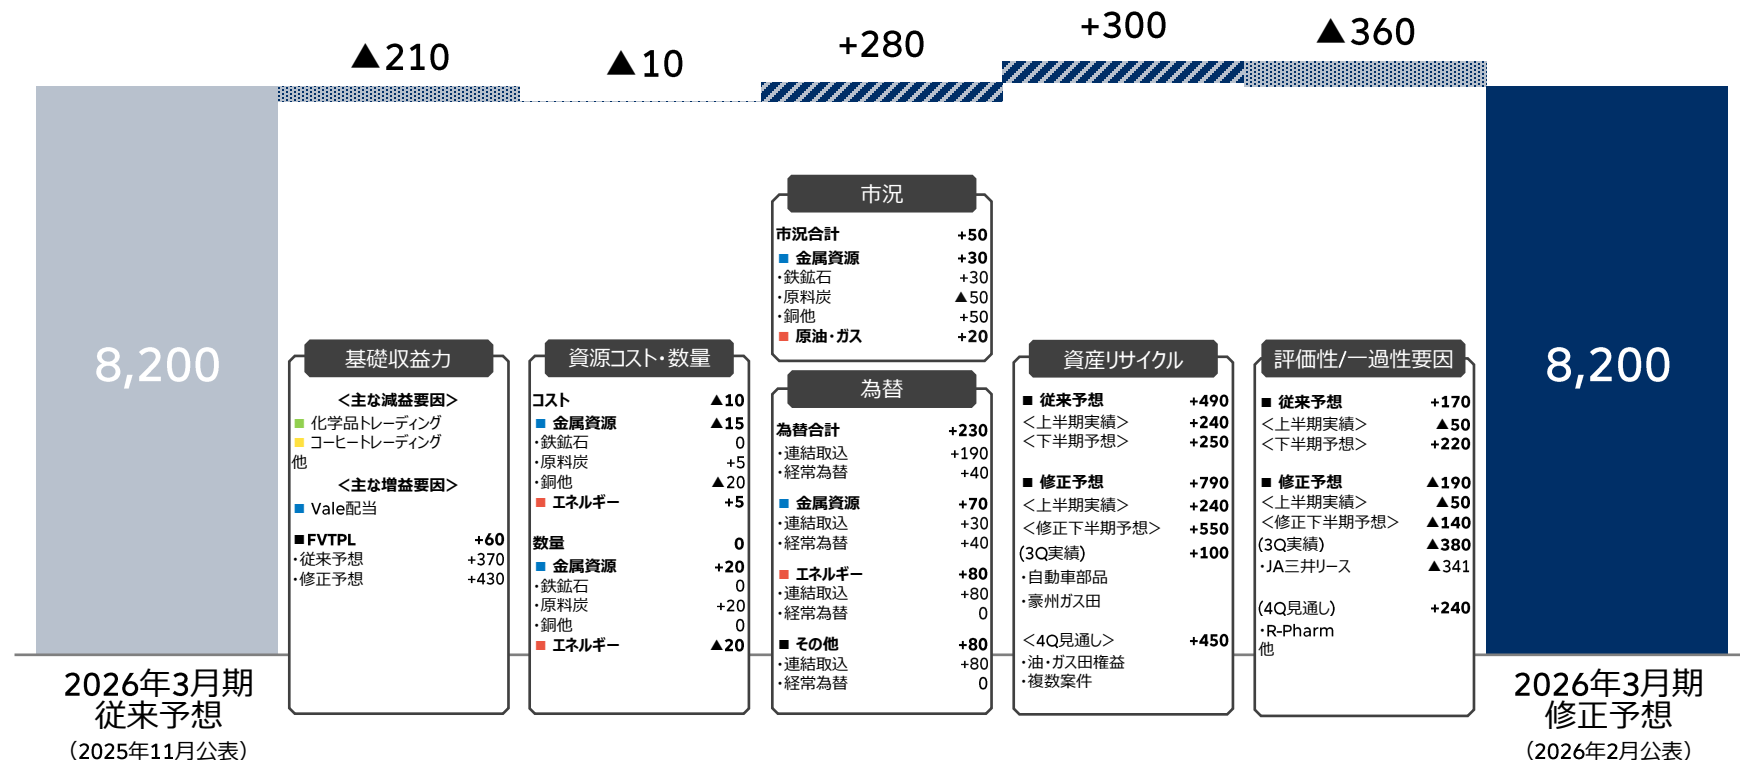 ▲210
▲10
+280
+300
▲360
8,200
2026年3月期
従来予想
（2025年11月公表）
基礎収益力
＜主な減益要因＞
■ 化学品トレーディング
■ コーヒートレーディング
他
＜主な増益要因＞
■ Vale配当
■FVTPL +60
・従来予想 +370
・修正予想 +430
資源コスト・数量
コスト ▲10
■ 金属資源 ▲15
・鉄鉱石 0
・原料炭 +5
・銅他 ▲20
■ エネルギー +5
数量 0
■ 金属資源 +20
・鉄鉱石 0
・原料炭 +20
・銅他 0
■ エネルギー ▲20
市況
市況合計 +50
■ 金属資源 +30
・鉄鉱石 +30
・原料炭 ▲50
・銅他 +50
■ 原油・ガス +20
為替
為替合計 +230
・連結取込 +190
・経常為替 +40
■ 金属資源 +70
・連結取込 +30
・経常為替 +40
■ エネルギー +80
・連結取込 +80
・経常為替 0
■ その他 +80
・連結取込 +80
・経常為替 0
資産リサイクル
■ 従来予想 +490
＜上半期実績＞ +240
＜下半期予想＞ +250
■ 修正予想 +790
＜上半期実績＞ +240
＜修正下半期予想＞ +550
(3Q実績) +100
・自動車部品
・豪州ガス田
＜4Q見通し＞ +450
・油・ガス田権益
・複数案件
評価性/一過性要因
■ 従来予想 +170
＜上半期実績＞ ▲50
＜下半期予想＞ +220
■ 修正予想 ▲190
＜上半期実績＞ ▲50
＜修正下半期予想＞ ▲140
(3Q実績) ▲380
・JA三井リース ▲341
(4Q見通し) +240
・R-Pharm
他
8,200
2026年3月期
修正予想
（2026年2月公表）